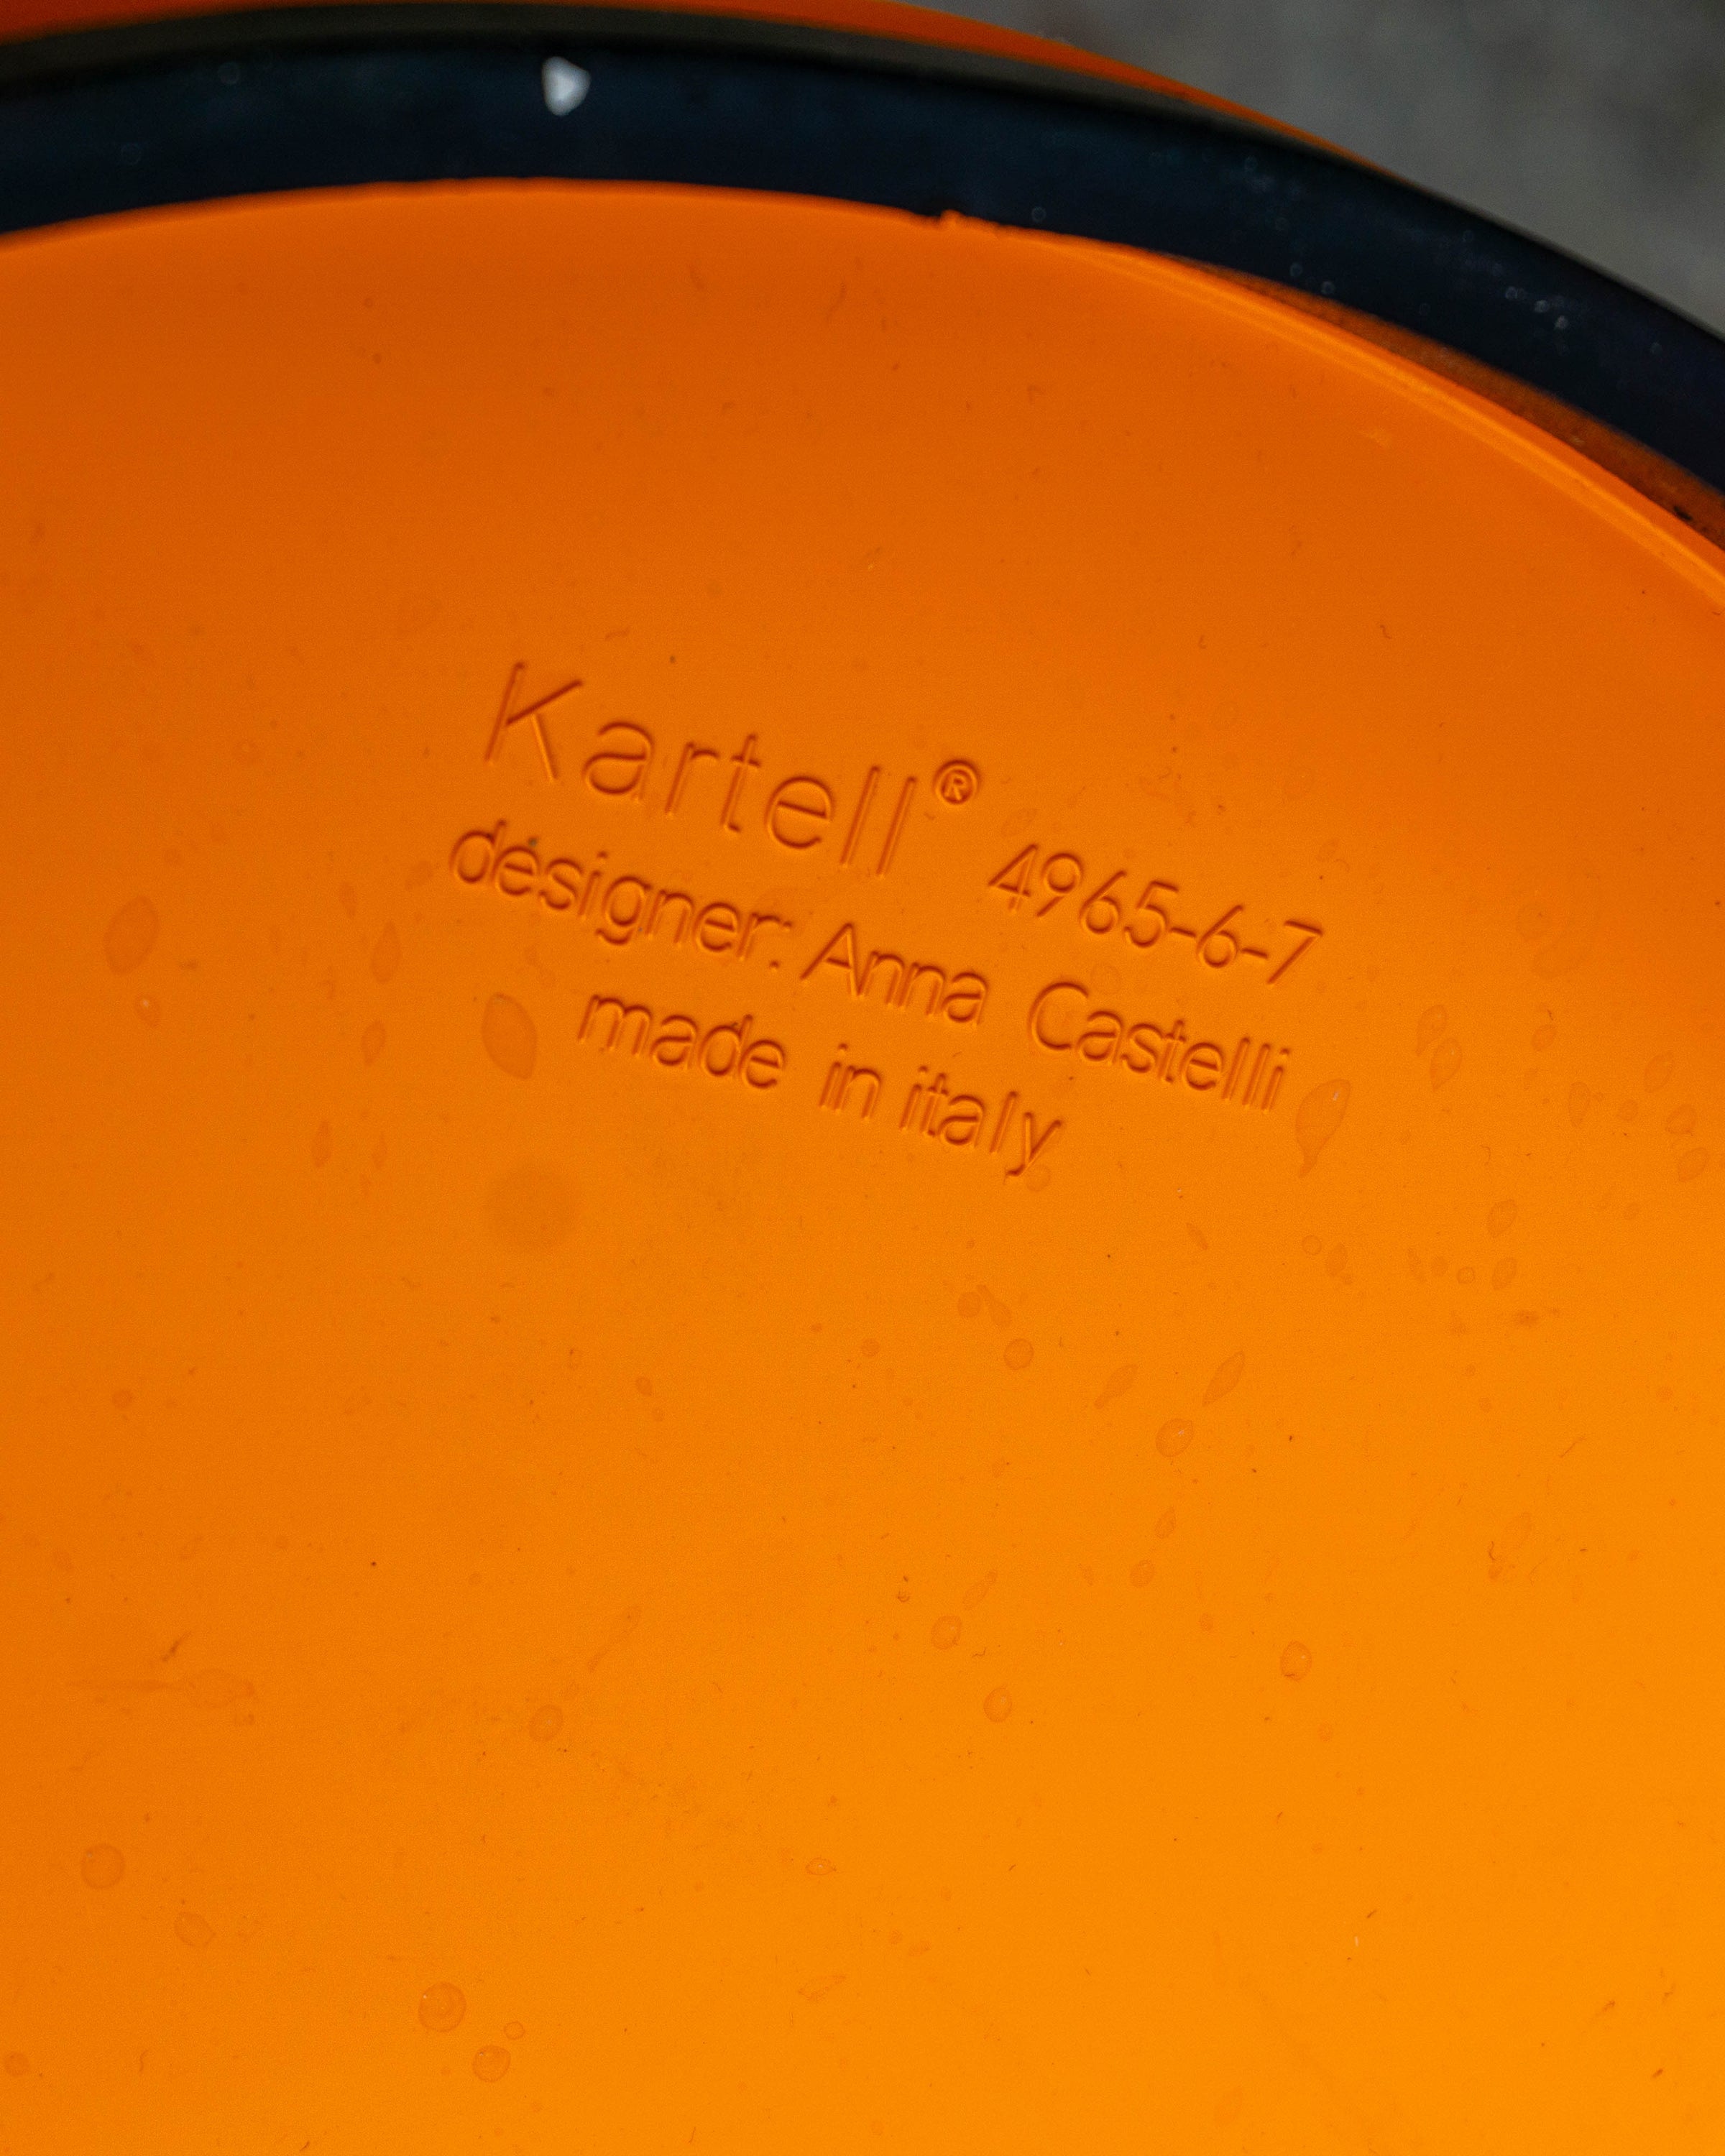 Kartell® 4965-6-7
designer: Anna Castelli
made in italy